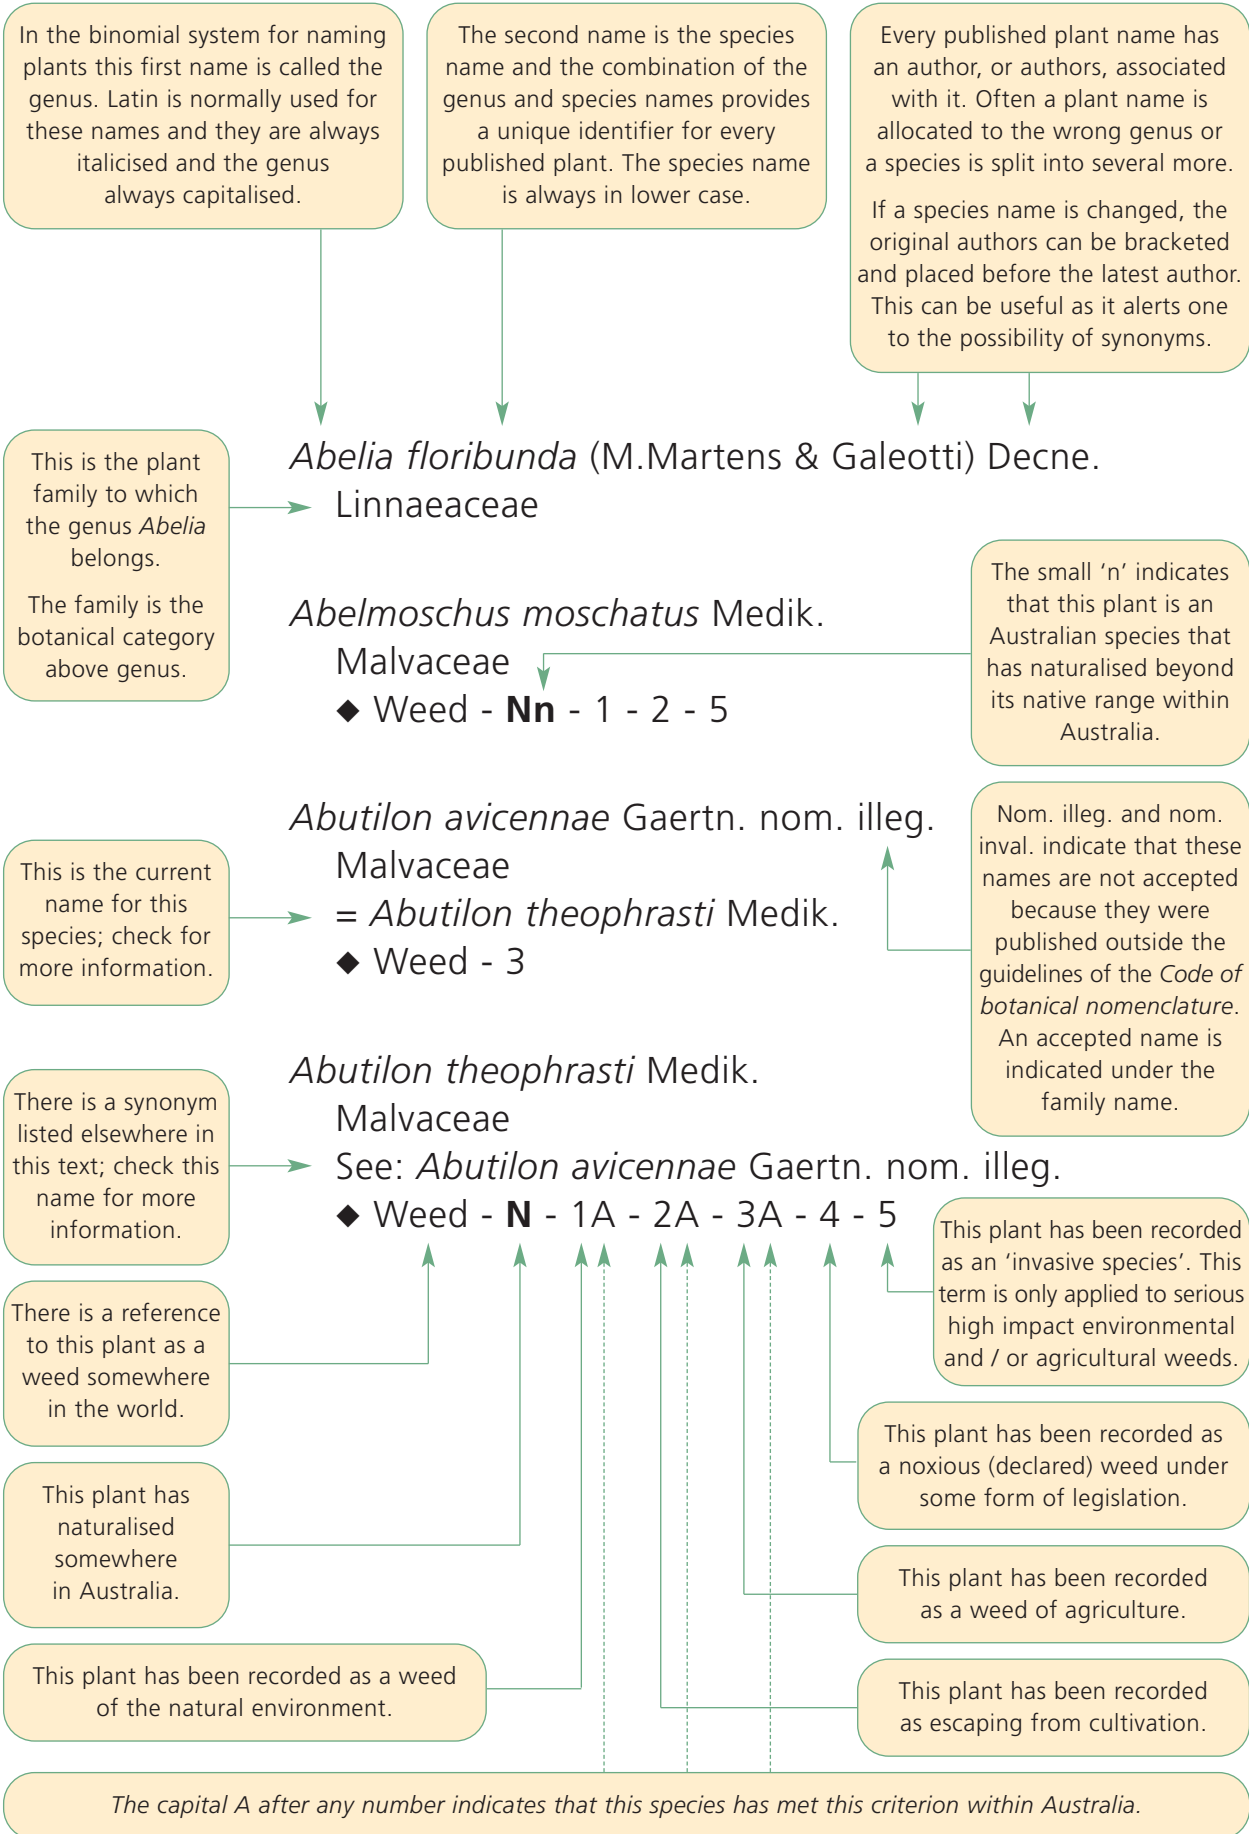 In the binomial system for naming
plants this first name is called the
genus. Latin is normally used for
these names and they are always
italicised and the genus
always capitalised.
The second name is the species
name and the combination of the
genus and species names provides
a unique identifier for every
published plant. The species name
is always in lower case.
Every published plant name has
an author, or authors, associated
with it. Often a plant name is
allocated to the wrong genus or
a species is split into several more.
If a species name is changed, the
original authors can be bracketed
and placed before the latest author.
This can be useful as it alerts one
to the possibility of synonyms.
This is the plant
family to which
the genus Abelia
belongs.
The family is the
botanical category
above genus.
Abelia floribunda (M.Martens & Galeotti) Decne.
Linnaeaceae
Abelmoschus moschatus Medik.
Malvaceae
◆ Weed - Nn - 1 - 2 - 5
The small ‘n’ indicates
that this plant is an
Australian species that
has naturalised beyond
its native range within
Australia.
This is the current
name for this
species; check for
more information.
Abutilon avicennae Gaertn. nom. illeg.
Malvaceae
= Abutilon theophrasti Medik.
◆ Weed - 3
Nom. illeg. and nom.
inval. indicate that these
names are not accepted
because they were
published outside the
guidelines of the Code of
botanical nomenclature.
An accepted name is
indicated under the
family name.
There is a synonym
listed elsewhere in
this text; check this
name for more
information.
Abutilon theophrasti Medik.
Malvaceae
See: Abutilon avicennae Gaertn. nom. illeg.
◆ Weed - N - 1A - 2A - 3A - 4 - 5
This plant has been recorded
as an ‘invasive species’. This
term is only applied to serious
high impact environmental
and / or agricultural weeds.
There is a reference
to this plant as a
weed somewhere
in the world.
This plant has been recorded as
a noxious (declared) weed under
some form of legislation.
This plant has
naturalised
somewhere
in Australia.
This plant has been recorded
as a weed of agriculture.
This plant has been recorded as a weed
of the natural environment.
This plant has been recorded
as escaping from cultivation.
The capital A after any number indicates that this species has met this criterion within Australia.